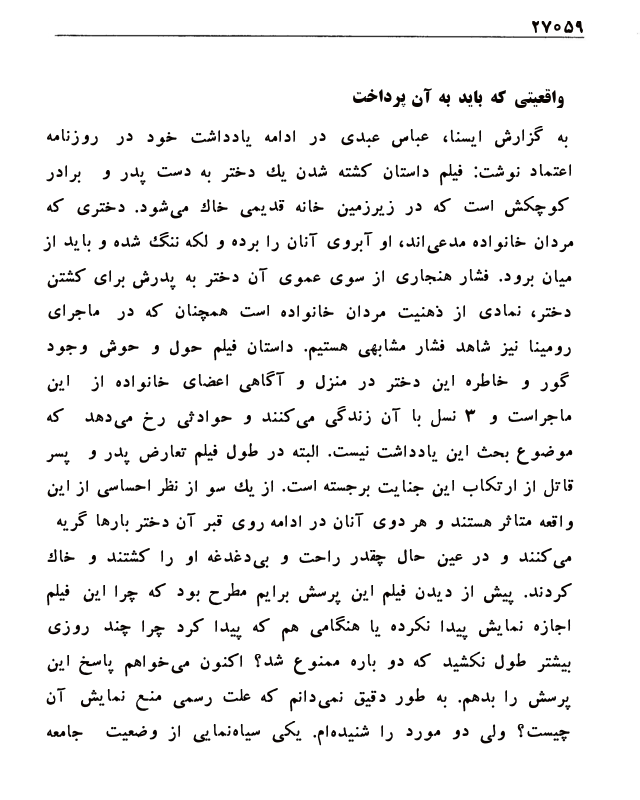 ۲۷۰۵۹
واقعیتی که باید به آن پرداخت
به گزارش ایسنا، عباس عبدی در ادامه یادداشت خود در روزنامه
اعتماد نوشت: فیلم داستان کشته شدن یك دختر به دست پدر و برادر
کوچکش است که در زیرزمین خانه قدیمی خاك می‌شود. دختری که
مردان خانواده مدعی‌اند، او آبروی آنان را برده و لکه ننگ شده و باید از
میان برود. فشار هنجاری از سوی عموی آن دختر به پدرش برای کشتن
دختر، نمادی از ذهنیت مردان خانواده است همچنان که در ماجرای
رومینا نیز شاهد فشار مشابهی هستیم. داستان فیلم حول و حوش وجود
گور و خاطره این دختر در منزل و آگاهی اعضای خانواده از این
ماجراست و ۳ نسل با آن زندگی می‌کنند و حوادثی رخ می‌دهد که
موضوع بحث این یادداشت نیست. البته در طول فیلم تعارض پدر و پسر
قاتل از ارتکاب این جنایت برجسته است. از یك سو از نظر احساسی از این
واقعه متاثر هستند و هر دوی آنان در ادامه روی قبر آن دختر بارها گریه
می‌کنند و در عین حال چقدر راحت و بی‌دغدغه او را کشتند و خاك
کردند. پیش از دیدن فیلم این پرسش برایم مطرح بود که چرا این فیلم
اجازه نمایش پیدا نکرده یا هنگامی هم که پیدا کرد چرا چند روزی
بیشتر طول نکشید که دو باره ممنوع شد؟ اکنون می‌خواهم پاسخ این
پرسش را بدهم. به طور دقیق نمی‌دانم که علت رسمی منع نمایش آن
چیست؟ ولی دو مورد را شنیده‌ام. یکی سیاه‌نمایی از وضعیت جامعه